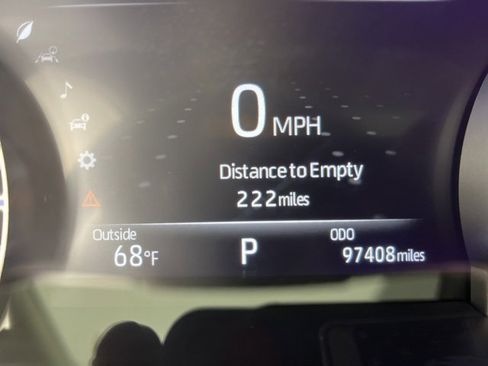 0 MPH
Distance to Empty
222 miles
Outside
68°F
P
ODO
97408 miles